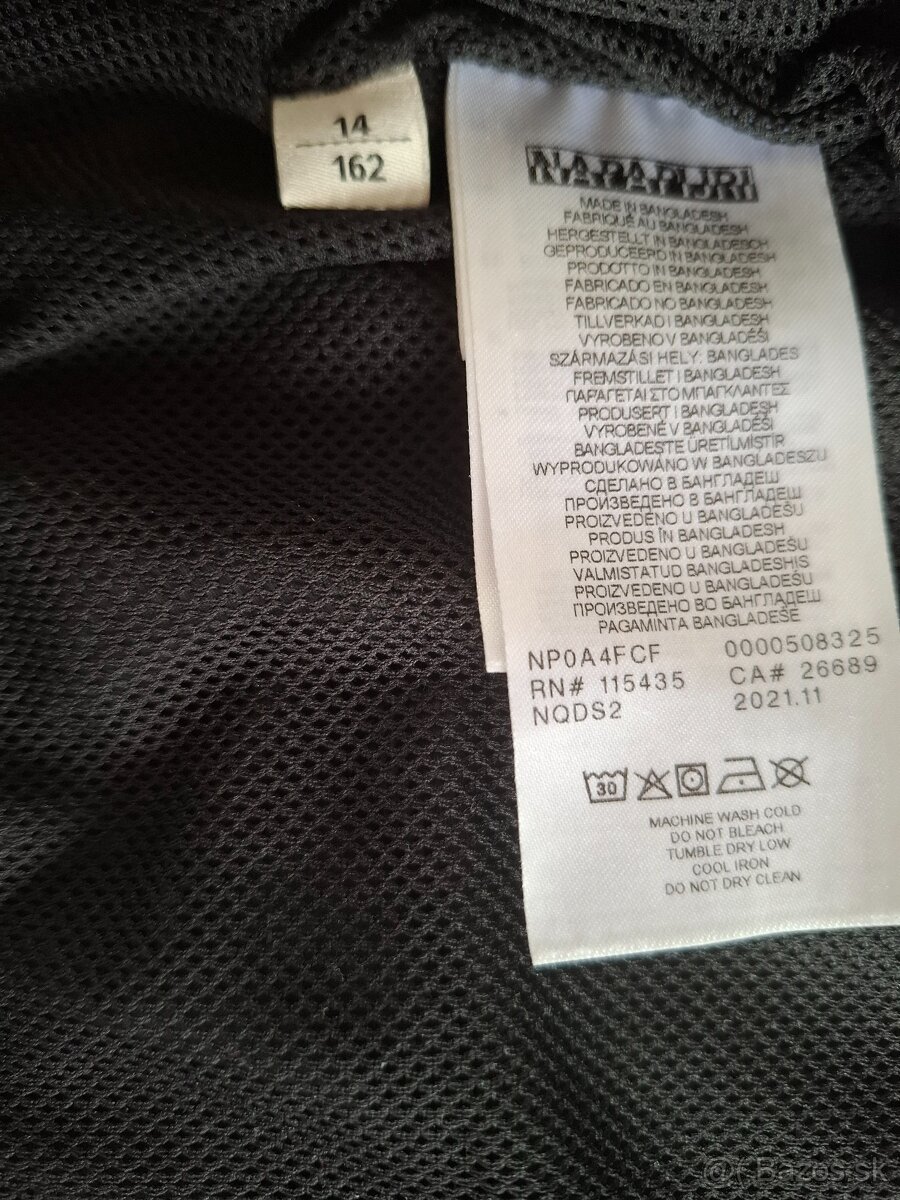 14
162
NAPAPIJRI
MADE IN BANGLADESH
FABRIQUÉ AU BANGLADESH
HERGESTELLT IN BANGLADESCH
GEPRODUCEERD IN BANGLADESH
PRODOTTO IN BANGLADESH
FABRICADO EN BANGLADESH
FABRICADO NO BANGLADESH
TILLVERKAD I BANGLADESH
VYROBENO V BANGLADÉŠI
SZÁRMAZÁSI HELY: BANGLADES
FREMSTILLET I BANGLADESH
ΠΑΡΑΓΕΤΑΙ ΣΤΟ ΜΠΑΓΚΛΑΝΤΕΣ
PRODUSERT I BANGLADESH
VYROBENÉ V BANGLADÉŠI
BANGLADEŞTE ÜRETİLMİŞTİR
WYPRODUKOWANO W BANGLADESZU
СДЕЛАНО В БАНГЛАДЕШ
ПРОИЗВЕДЕНО В БАНГЛАДЕШ
PROIZVEDENO U BANGLADEŠU
PRODUS ÎN BANGLADESH
PROIZVEDENO U BANGLADEŠU
VALMISTATUD BANGLADESHIS
PROIZVEDENO U BANGLADEŠU
ПРОИЗВЕДЕНО ВО БАНГЛАДЕШ
PAGAMINTA BANGLADEŠE
NP0A4FCF 0000508325
RN# 115435 CA# 26689
NQDS2 2021.11
30
MACHINE WASH COLD
DO NOT BLEACH
TUMBLE DRY LOW
COOL IRON
DO NOT DRY CLEAN
Bazos.sk